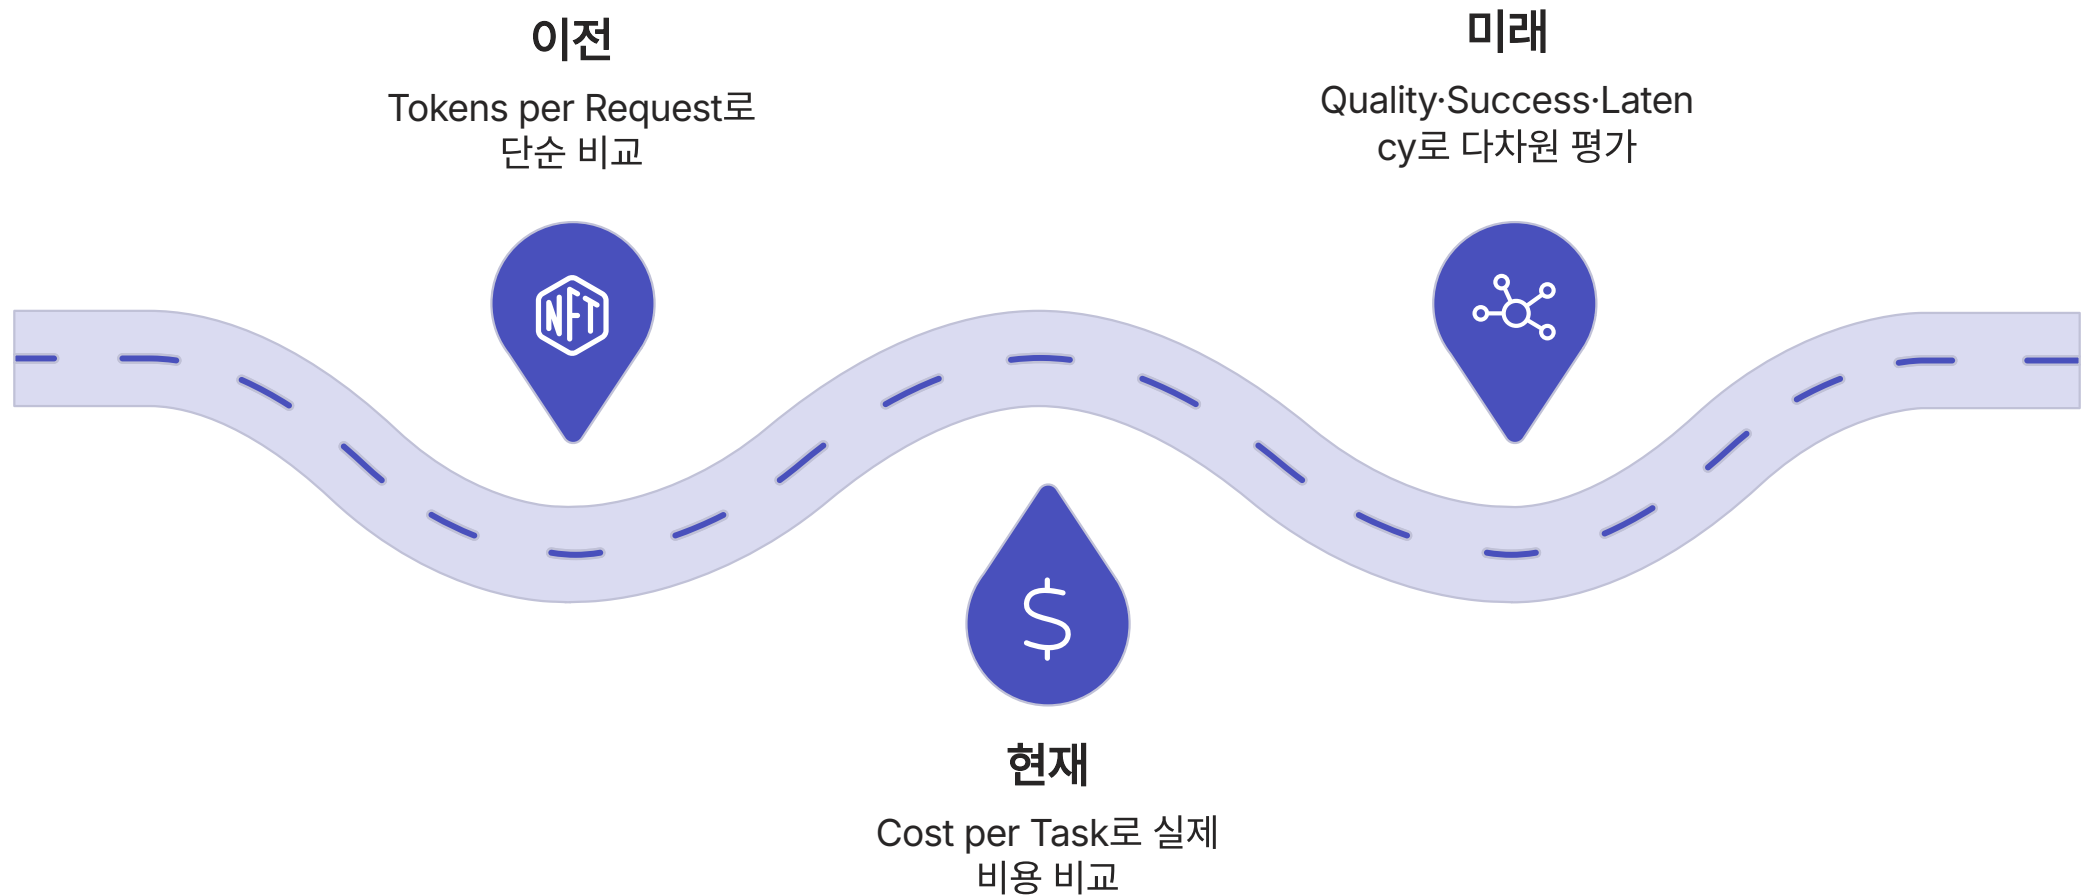 이전
Tokens per Request로
단순 비교
미래
Quality·Success·Laten
cy로 다차원 평가
NFT
$
현재
Cost per Task로 실제
비용 비교